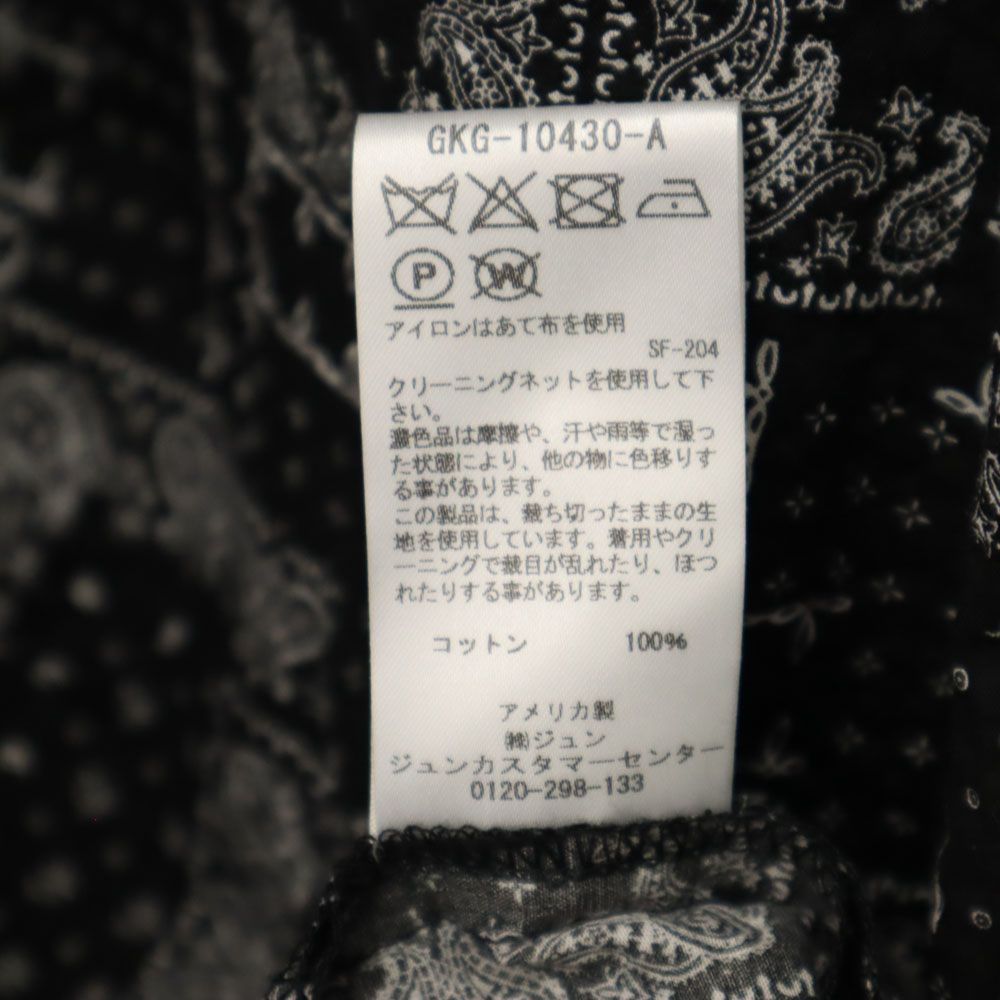 GKG-10430-A
P W
アイロンはあて布を使用
SF-204
クリーニングネットを使用して下
さい。
濃色品は摩擦や、汗や雨等で湿っ
た状態により、他の物に色移りす
る事があります。
この製品は、裁ち切ったままの生
地を使用しています。着用やクリ
ーニングで裁目が乱れたり、ほつ
れたりする事があります。
コットン 100%
アメリカ製
㈱ジュン
ジュンカスタマーセンター
0120-298-133